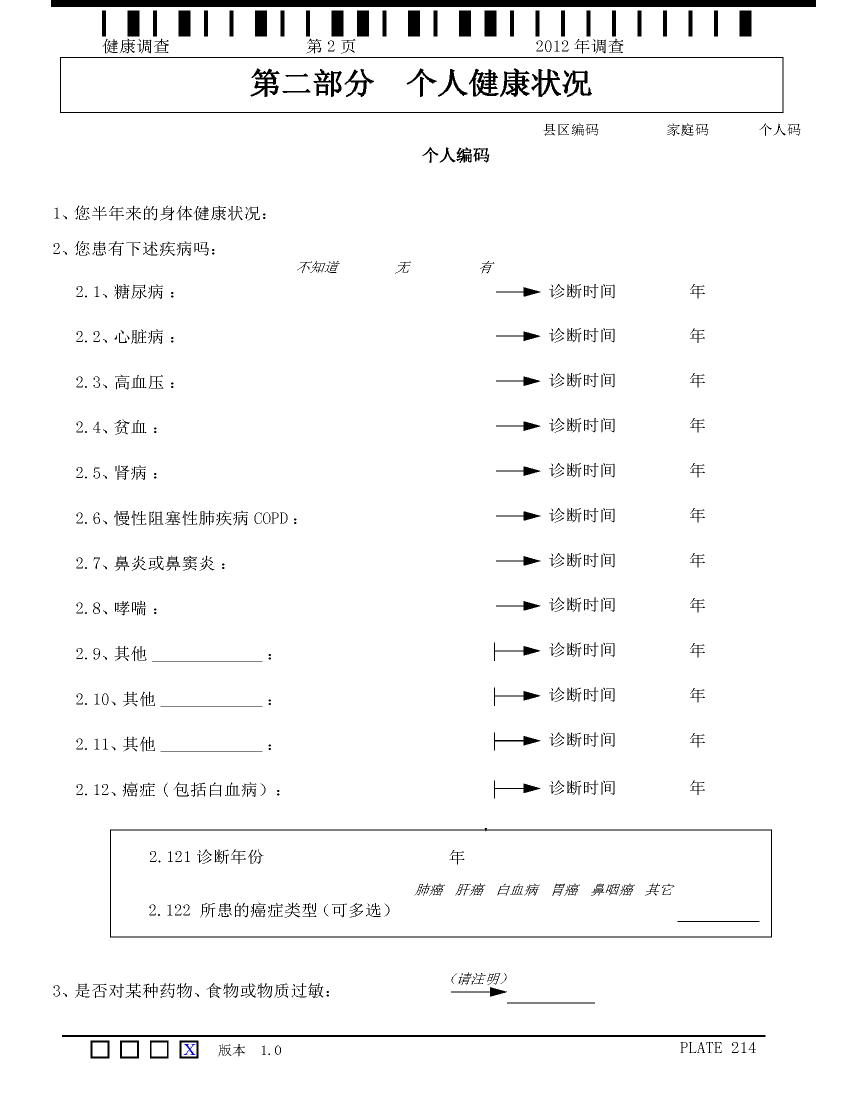 健康调查 第 2 页 2012 年调查
第二部分 个人健康状况
县区编码 家庭码 个人码
个人编码
1、您半年来的身体健康状况：
2、您患有下述疾病吗：
不知道 无 有
2.1、糖尿病： 诊断时间 年
2.2、心脏病： 诊断时间 年
2.3、高血压： 诊断时间 年
2.4、贫血： 诊断时间 年
2.5、肾病： 诊断时间 年
2.6、慢性阻塞性肺疾病 COPD： 诊断时间 年
2.7、鼻炎或鼻窦炎： 诊断时间 年
2.8、哮喘： 诊断时间 年
2.9、其他 _____________： 诊断时间 年
2.10、其他 ____________： 诊断时间 年
2.11、其他 ____________： 诊断时间 年
2.12、癌症（包括白血病）： 诊断时间 年
2.121 诊断年份 年
肺癌 肝癌 白血病 胃癌 鼻咽癌 其它
2.122 所患的癌症类型（可多选） __________
（请注明）
3、是否对某种药物、食物或物质过敏： __________
X 版本 1.0 PLATE 214